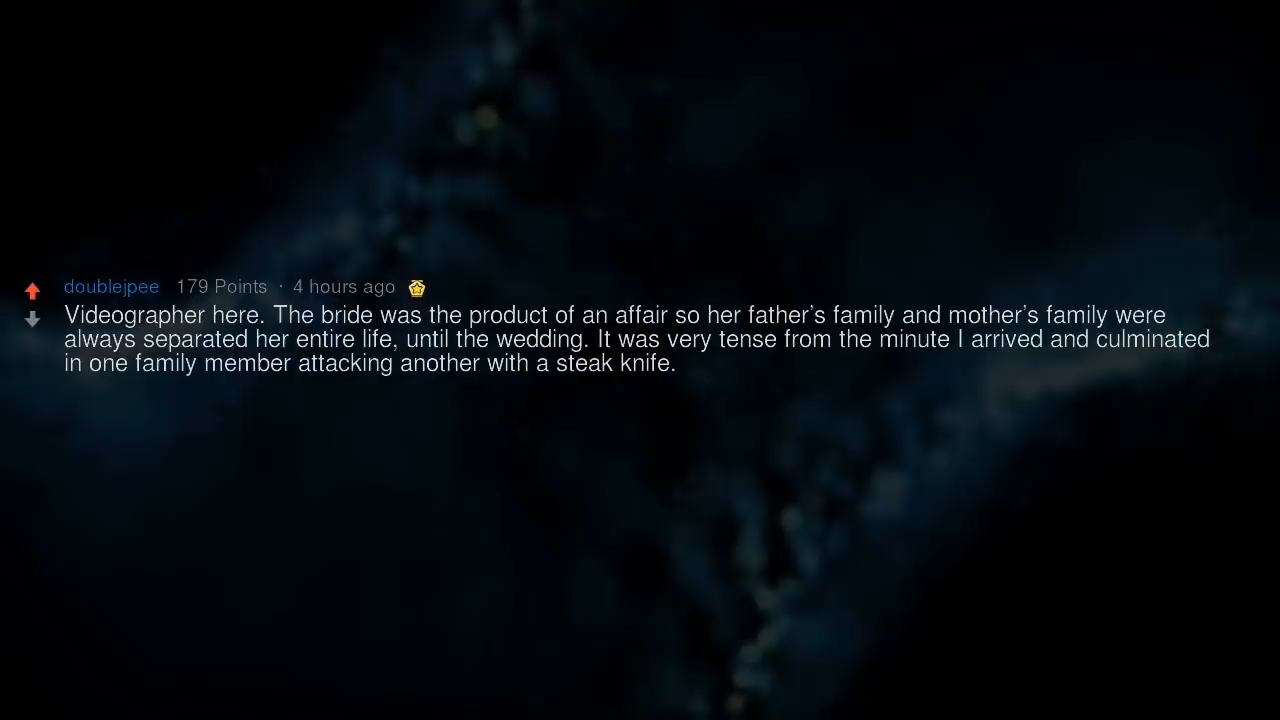 doublejpee 179 Points · 4 hours ago
Videographer here. The bride was the product of an affair so her father’s family and mother’s family were
always separated her entire life, until the wedding. It was very tense from the minute I arrived and culminated
in one family member attacking another with a steak knife.